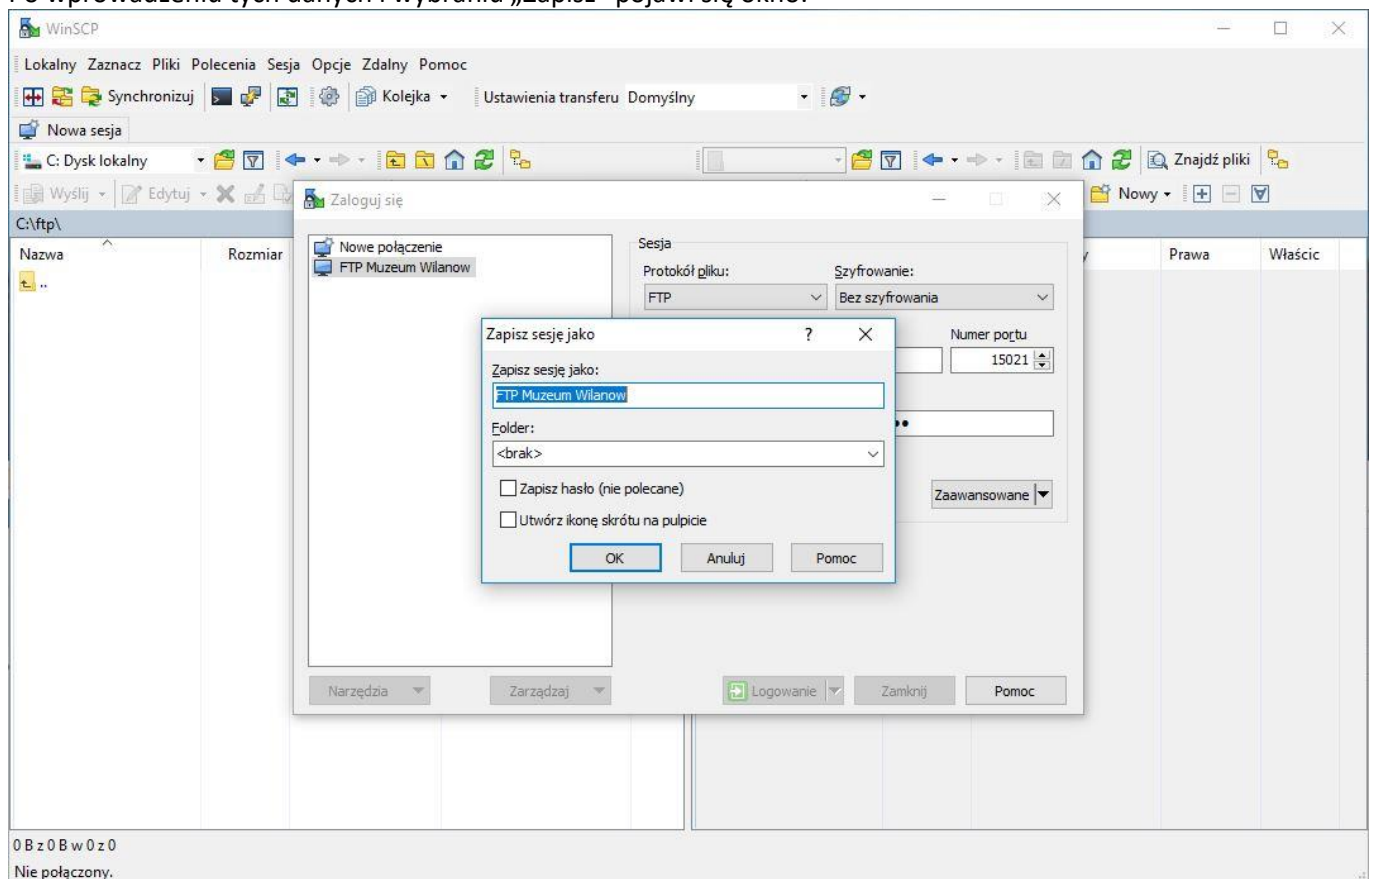 Po wprowadzeniu tych danych i wybraniu „Zapisz" pojawi się okno:
WinSCP
Lokalny Zaznacz Pliki Polecenia Sesja Opcje Zdalny Pomoc
Synchronizuj Kolejka Ustawienia transferu Domyślny
Nowa sesja
C: Dysk lokalny Znajdź pliki
Wyślij Edytuj Nowy
C:\ftp\
Nazwa Rozmiar Prawa Właścic
..
Zaloguj się
Nowe połączenie
FTP Muzeum Wilanow
Sesja
Protokół pliku: Szyfrowanie:
FTP Bez szyfrowania
Numer portu
15021
Zaawansowane
Zapisz sesję jako ?
Zapisz sesję jako:
FTP Muzeum Wilanow
Folder:
<brak>
Zapisz hasło (nie polecane)
Utwórz ikonę skrótu na pulpicie
OK Anuluj Pomoc
Narzędzia Zarządzaj Logowanie Zamknij Pomoc
0 B z 0 B w 0 z 0
Nie połączony.